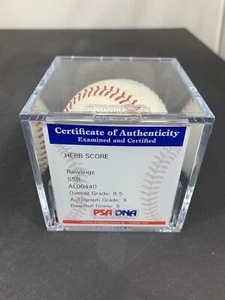 Certificate of Authenticity
Examined and Certified
HERB SCORE
Rawlings
SSB
AL00440
Overall Grade: 8.5
Autograph Grade: 9
Baseball Grade: 8
PSA DNA